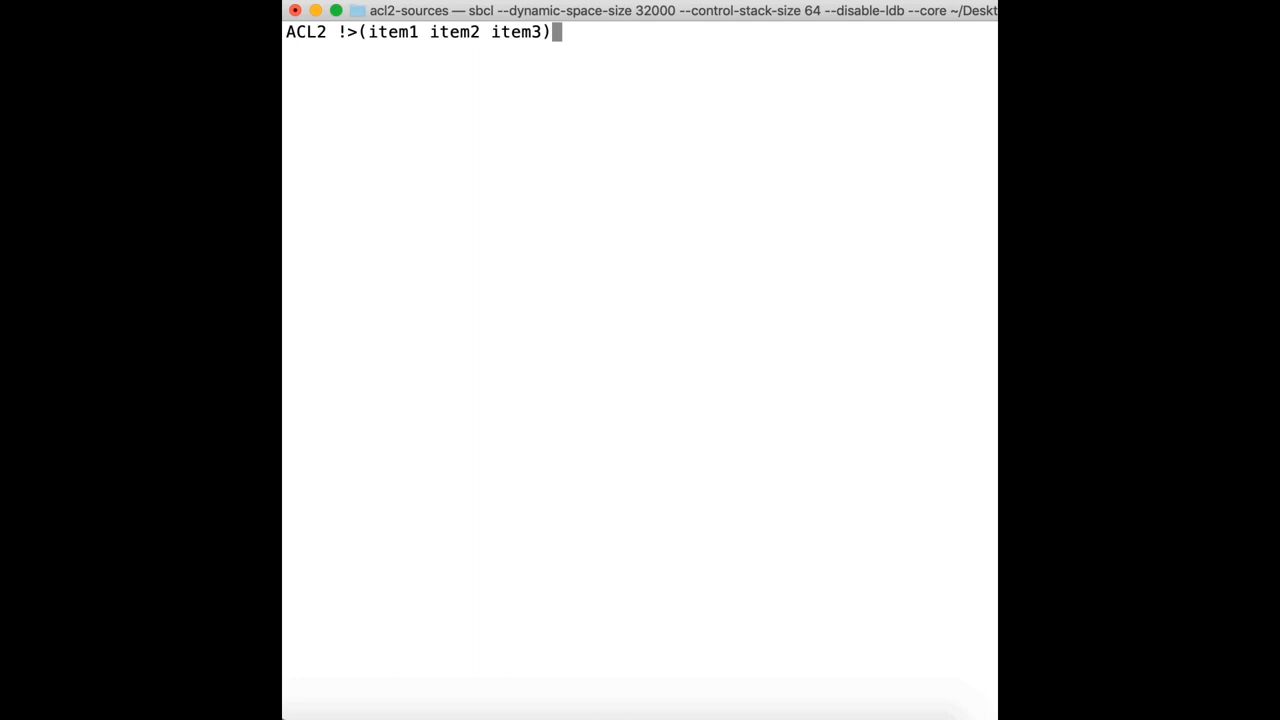 acl2-sources — sbcl --dynamic-space-size 32000 --control-stack-size 64 --disable-ldb --core ~/Deskt
ACL2 !>(item1 item2 item3)